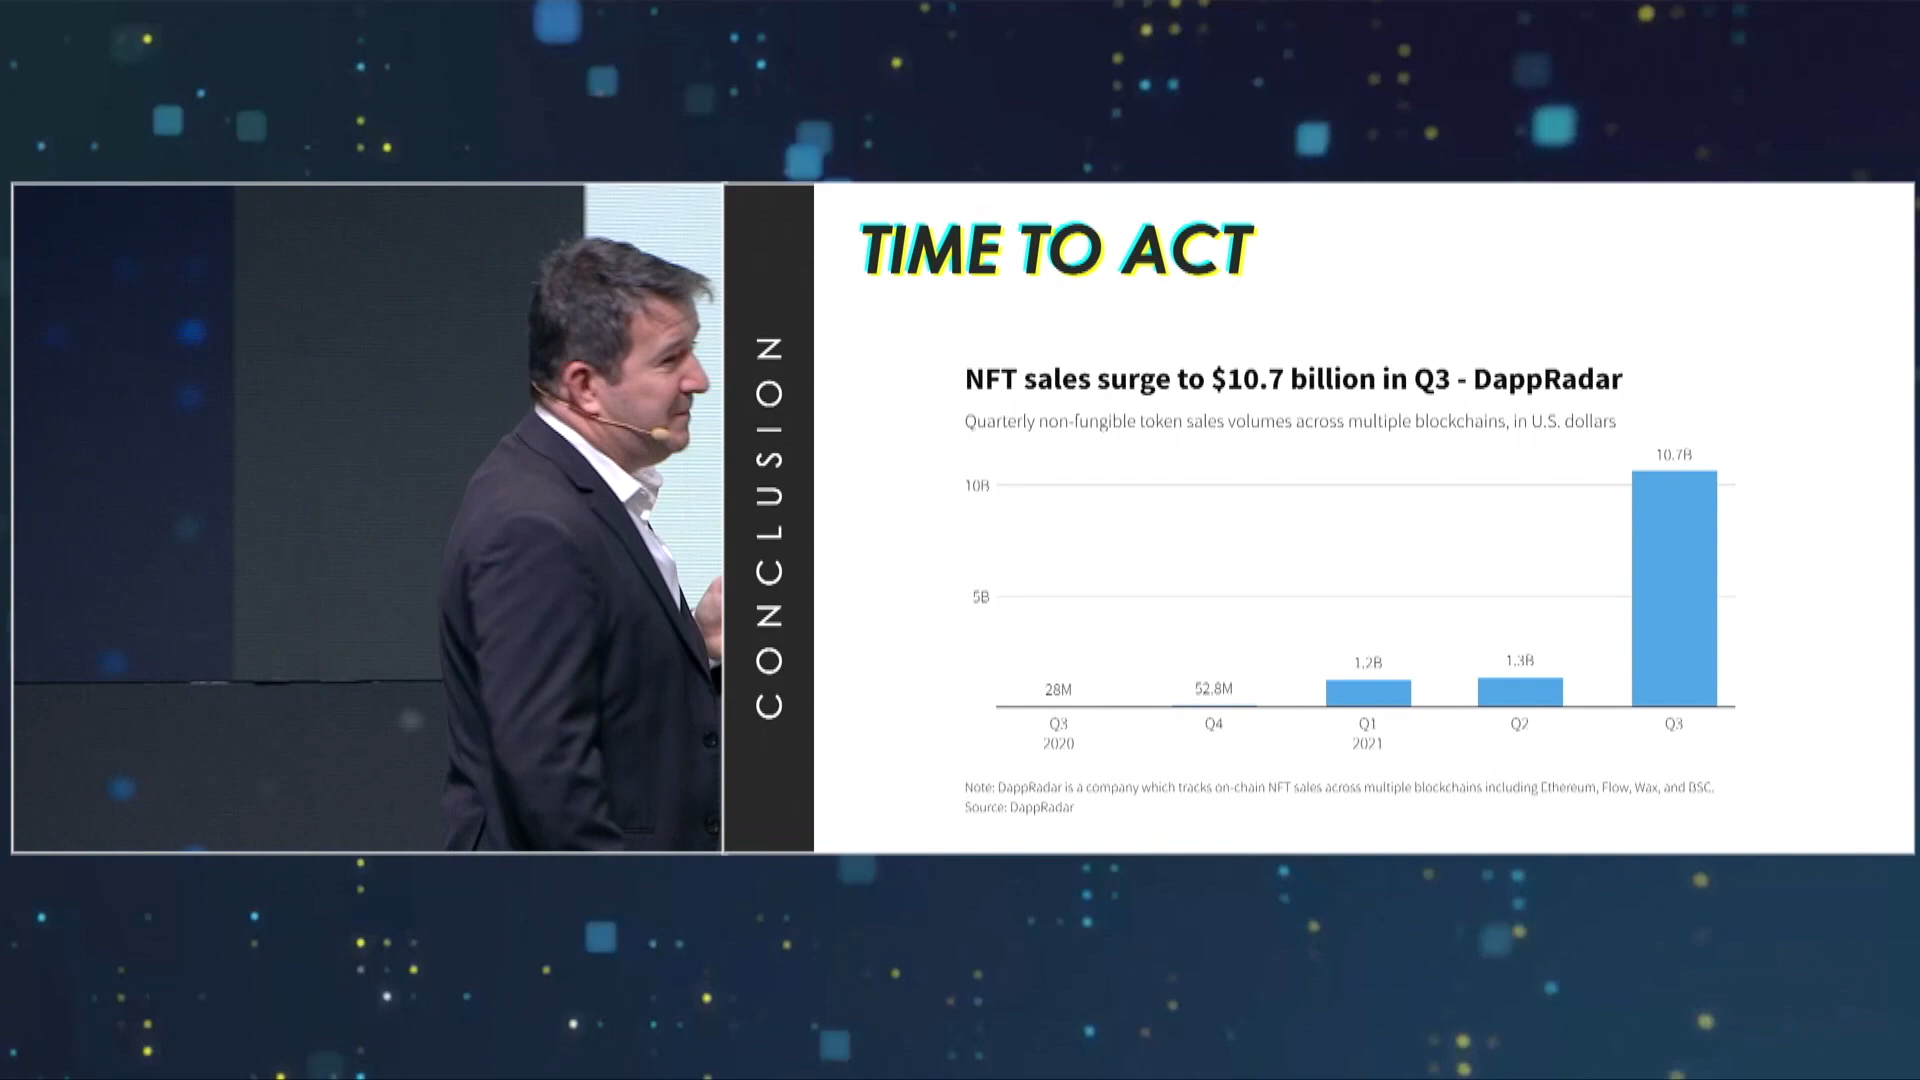 CONCLUSION
TIME TO ACT
NFT sales surge to $10.7 billion in Q3 - DappRadar
Quarterly non-fungible token sales volumes across multiple blockchains, in U.S. dollars
10.7B
10B
5B
1.2B
1.3B
28M
52.8M
Q3 Q4 Q1 Q2 Q3
2020 2021
Note: DappRadar is a company which tracks on-chain NFT sales across multiple blockchains including Ethereum, Flow, Wax, and BSC.
Source: DappRadar